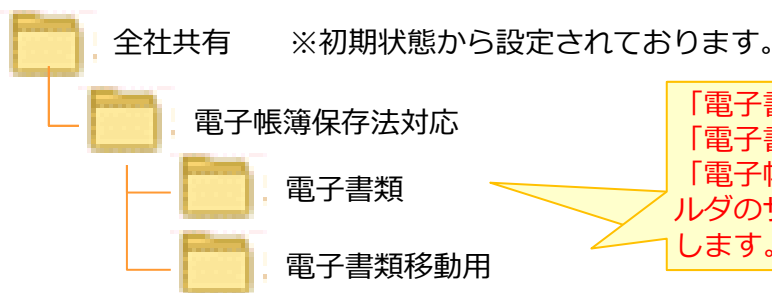 全社共有　　※初期状態から設定されております。
電子帳簿保存法対応
電子書類
電子書類移動用
「電子書
「電子書
「電子帳
ルダのサ
します。